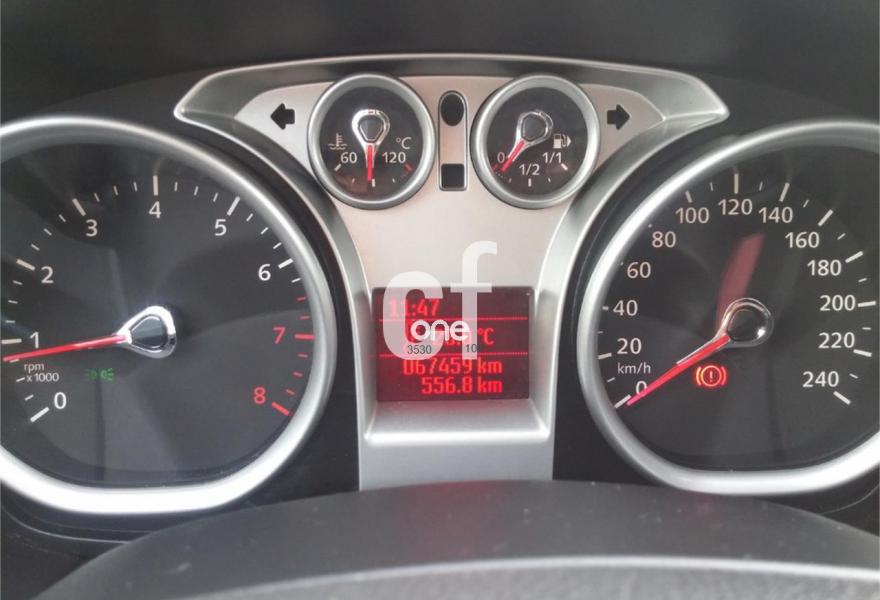 60 °C 120
0 1/2 1/1
0 1 2 3 4 5 6 7 8
rpm
x1000
0 20 40 60 80 100 120 140 160 180 200 220 240
km/h
11:47
°C
067459 km
556.8 km
cf
one
3530 10